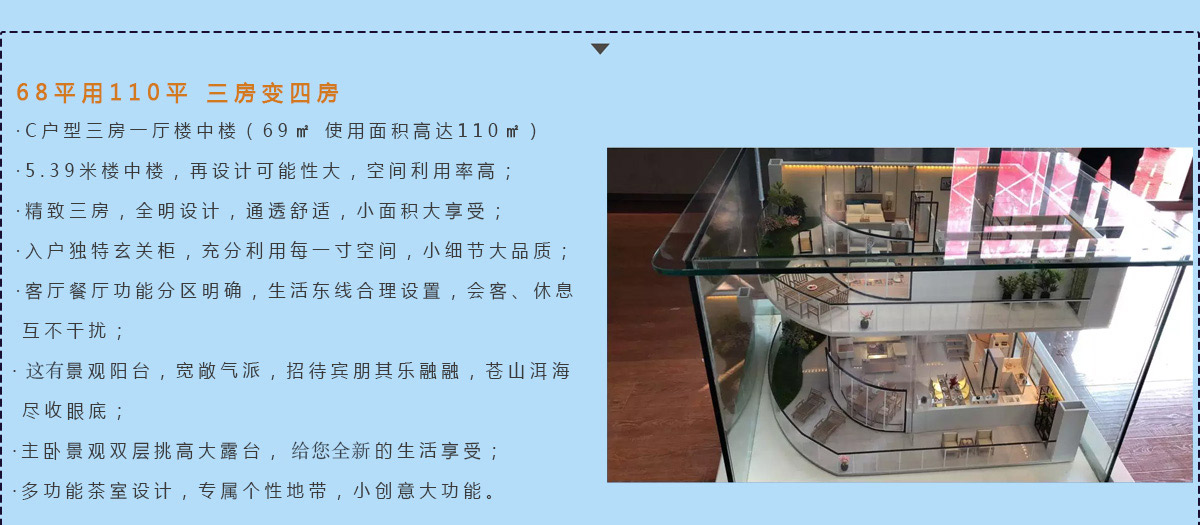 68平用110平 三房变四房
·C户型三房一厅楼中楼(69㎡ 使用面积高达110㎡)
·5.39米楼中楼,再设计可能性大,空间利用率高;
·精致三房,全明设计,通透舒适,小面积大享受;
·入户独特玄关柜,充分利用每一寸空间,小细节大品质;
·客厅餐厅功能分区明确,生活东线合理设置,会客、休息
互不干扰;
· 这有景观阳台,宽敞气派,招待宾朋其乐融融,苍山洱海
尽收眼底;
·主卧景观双层挑高大露台, 给您全新的生活享受;
·多功能茶室设计,专属个性地带,小创意大功能。